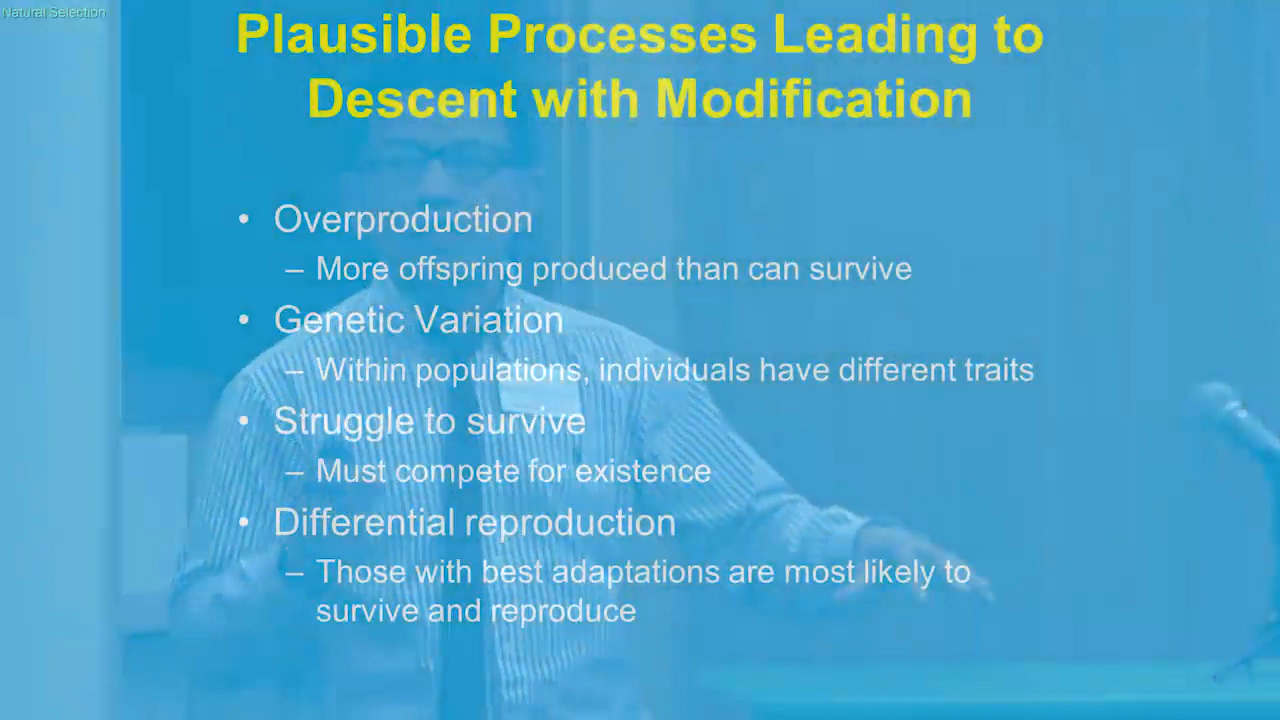 Natural Selection
Plausible Processes Leading to
Descent with Modification
• Overproduction
– More offspring produced than can survive
• Genetic Variation
– Within populations, individuals have different traits
• Struggle to survive
– Must compete for existence
• Differential reproduction
– Those with best adaptations are most likely to
survive and reproduce